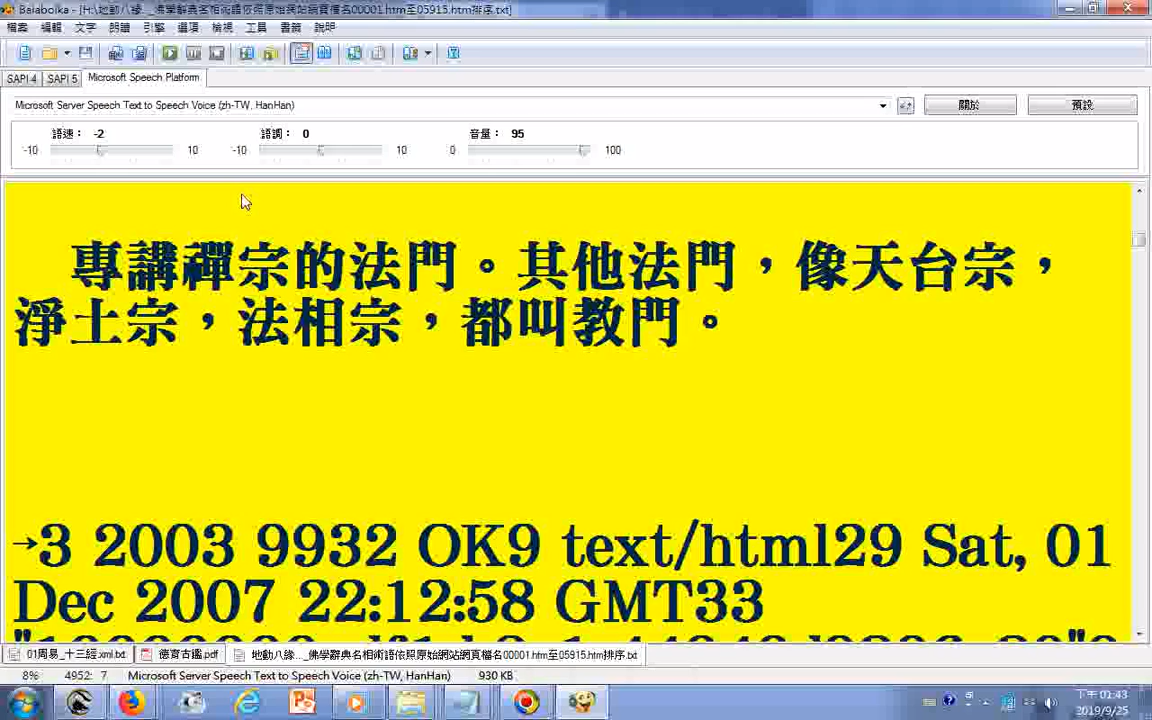 Balabolka - [H:\地動八緣..._佛學辭典名相術語依照原始網站網頁檔名00001.htm至05915.htm排序.txt]
檔案 編輯 文字 朗讀 引擎 選項 檢視 工具 書籤 說明
SAPI 4 SAPI 5 Microsoft Speech Platform
Microsoft Server Speech Text to Speech Voice (zh-TW, HanHan) 關於 預設
語速： -2 語調： 0 音量： 95
-10 10 -10 10 0 100
專講禪宗的法門。其他法門，像天台宗，
淨土宗，法相宗，都叫教門。
→3 2003 9932 OK9 text/html29 Sat, 01
Dec 2007 22:12:58 GMT33
01周易_十三經.xml.txt 德育古鑑.pdf 地動八緣..._佛學辭典名相術語依照原始網站網頁檔名00001.htm至05915.htm排序.txt
8% 4952: 7 Microsoft Server Speech Text to Speech Voice (zh-TW, HanHan) 930 KB
下午 01:43
2019/9/25